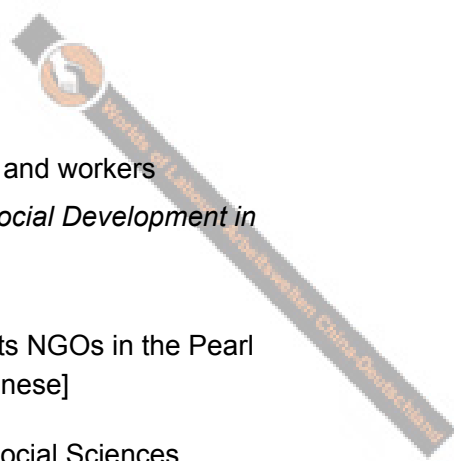 and workers
ocial Development in
ts NGOs in the Pearl
nese]
ocial Sciences
Worlds of Labour - Arbeitswelten China-Deutschland